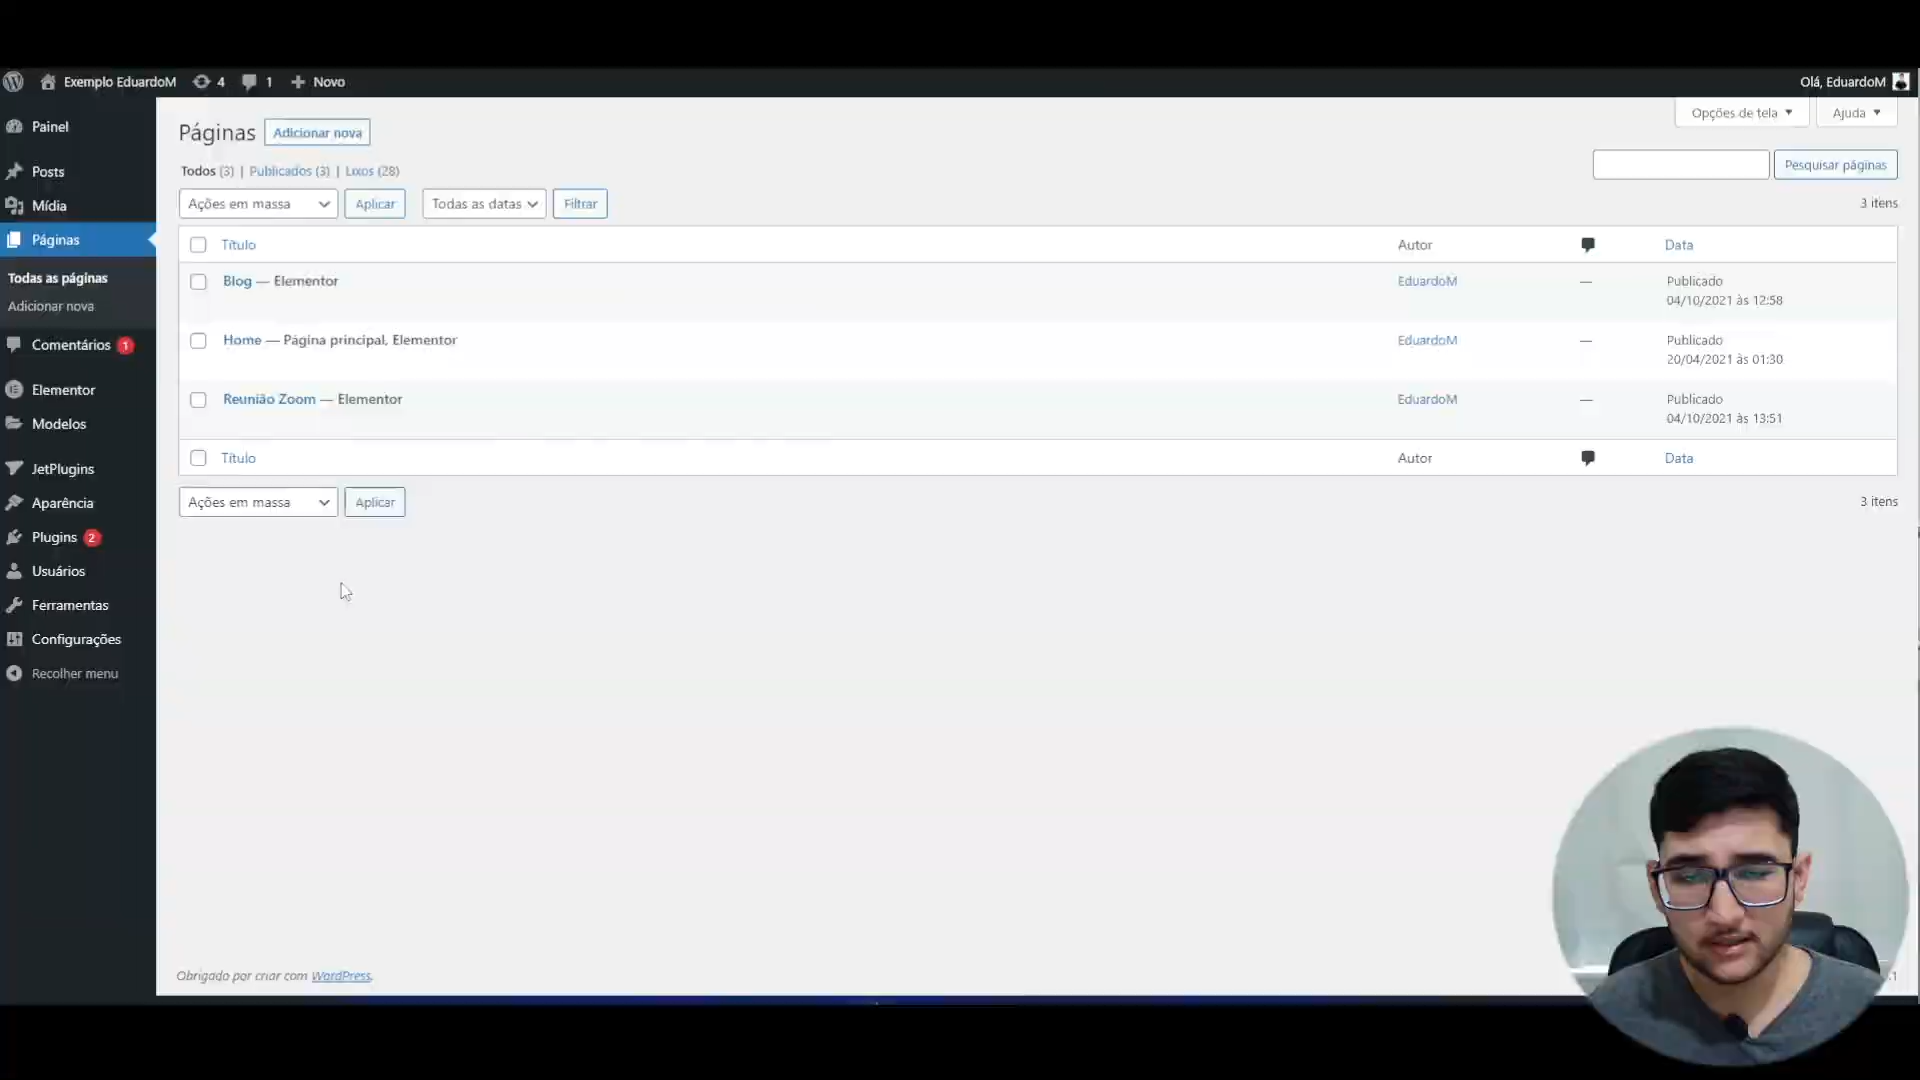 Exemplo EduardoM 4 1 Novo Olá, EduardoM
Opções de tela Ajuda
Painel
Posts
Mídia
Páginas
Todas as páginas
Adicionar nova
Comentários 1
Elementor
Modelos
JetPlugins
Aparência
Plugins 2
Usuários
Ferramentas
Configurações
Recolher menu
Páginas Adicionar nova
Todos (3) | Publicados (3) | Lixos (28)
Pesquisar páginas
Ações em massa Aplicar Todas as datas Filtrar 3 itens
Título Autor Data
Blog — Elementor EduardoM — Publicado
04/10/2021 às 12:58
Home — Página principal, Elementor EduardoM — Publicado
20/04/2021 às 01:30
Reunião Zoom — Elementor EduardoM — Publicado
04/10/2021 às 13:51
Título Autor Data
Ações em massa Aplicar 3 itens
Obrigado por criar com WordPress.